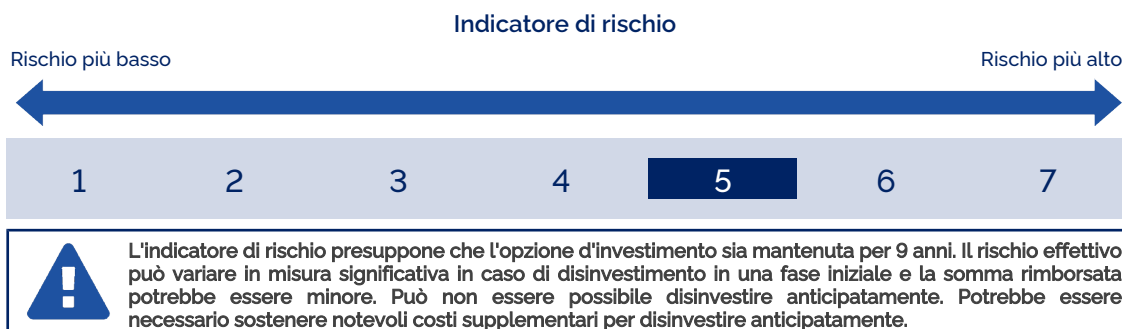 Indicatore di rischio
Rischio più basso Rischio più alto
1 2 3 4 5 6 7
L'indicatore di rischio presuppone che l'opzione d'investimento sia mantenuta per 9 anni. Il rischio effettivo
può variare in misura significativa in caso di disinvestimento in una fase iniziale e la somma rimborsata
potrebbe essere minore. Può non essere possibile disinvestire anticipatamente. Potrebbe essere
necessario sostenere notevoli costi supplementari per disinvestire anticipatamente.